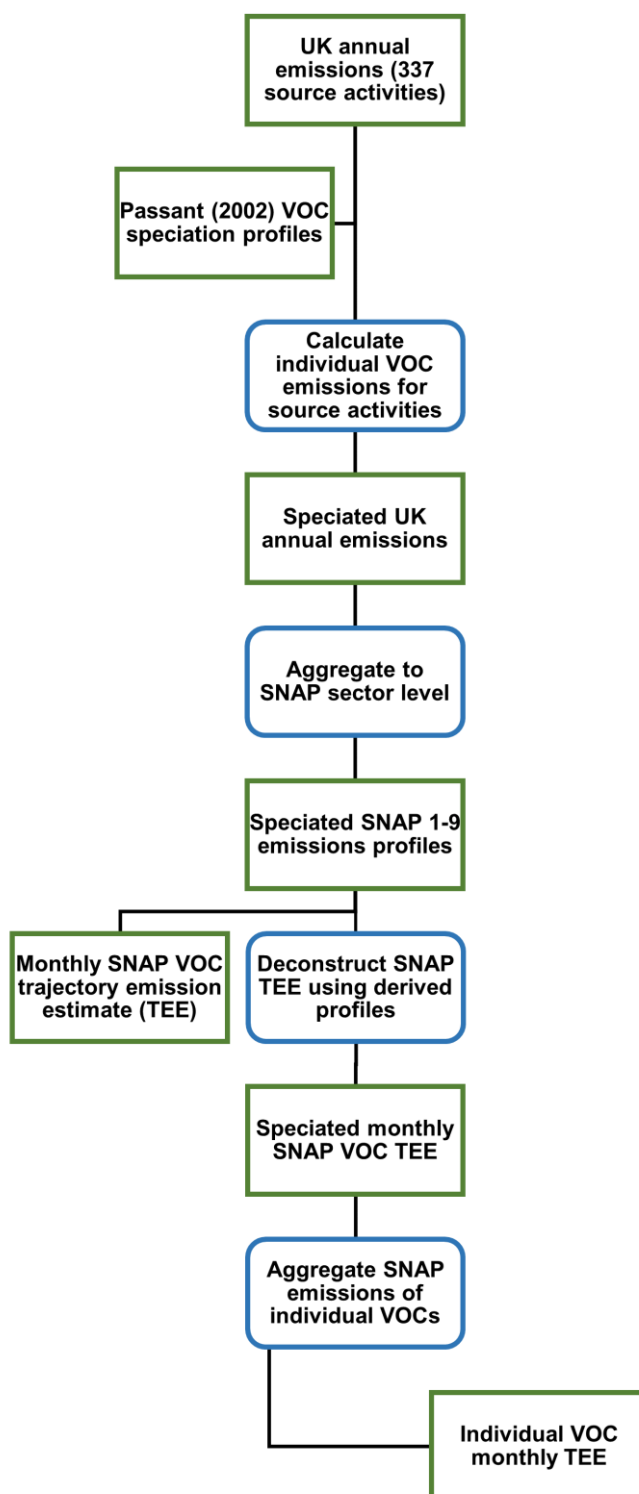 UK annual
emissions (337
source activities)
Passant (2002) VOC
speciation profiles
Calculate
individual VOC
emissions for
source activities
Speciated UK
annual emissions
Aggregate to
SNAP sector level
Speciated SNAP 1-9
emissions profiles
Monthly SNAP VOC
trajectory emission
estimate (TEE)
Deconstruct SNAP
TEE using derived
profiles
Speciated monthly
SNAP VOC TEE
Aggregate SNAP
emissions of
individual VOCs
Individual VOC
monthly TEE